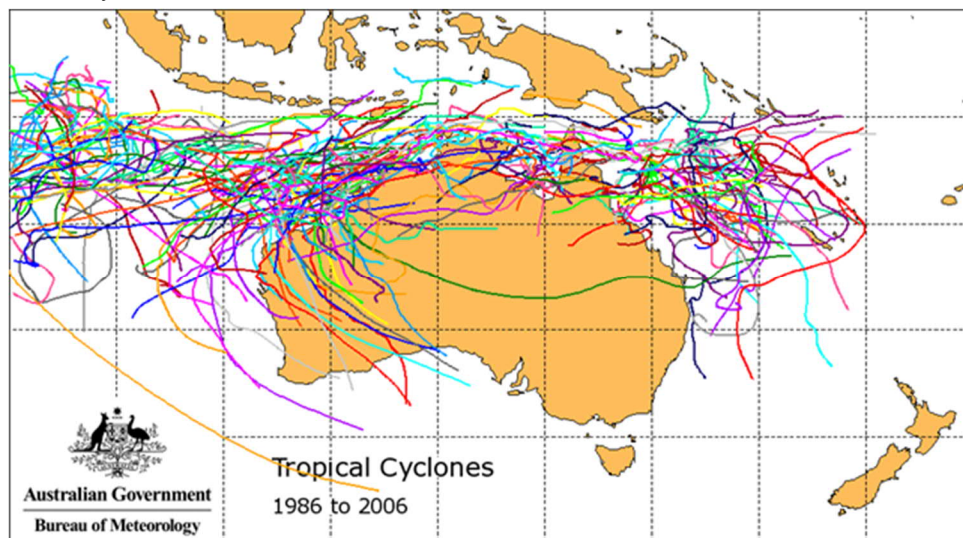 Tropical Cyclones
1986 to 2006
Australian Government
Bureau of Meteorology